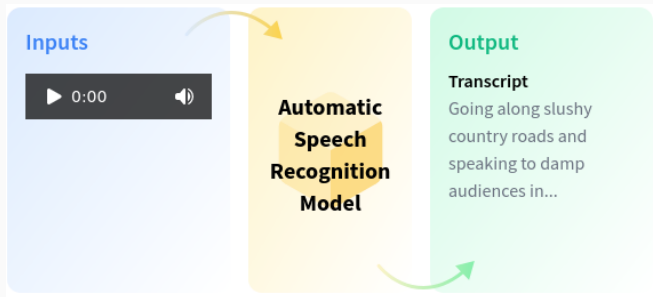 Inputs
0:00
Automatic
Speech
Recognition
Model
Output
Transcript
Going along slushy
country roads and
speaking to damp
audiences in...